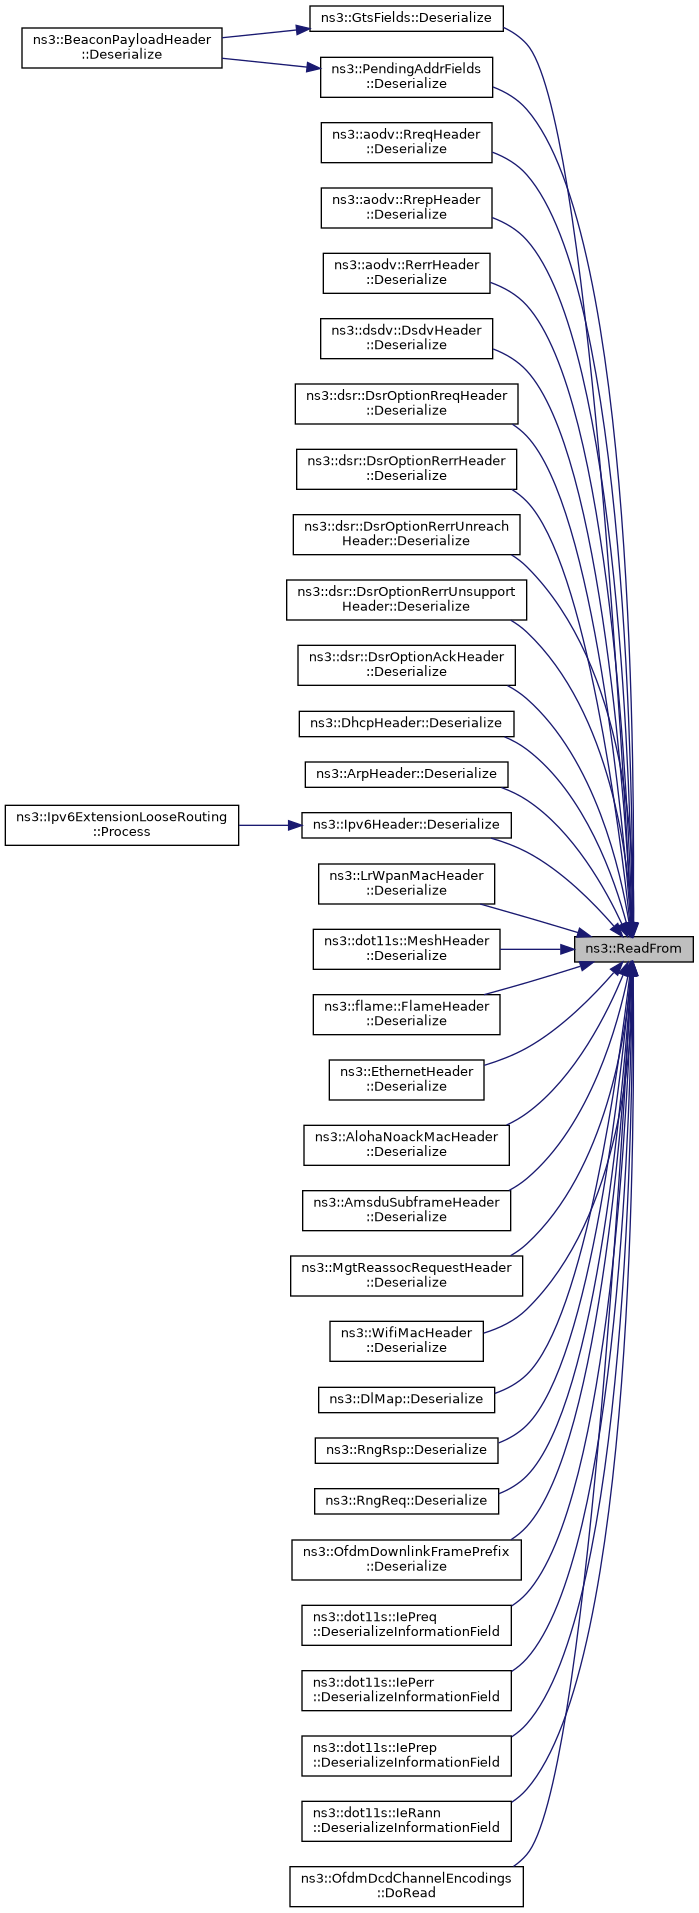 ns3::GtsFields::Deserialize
ns3::BeaconPayloadHeader
::Deserialize
ns3::PendingAddrFields
::Deserialize
ns3::aodv::RreqHeader
::Deserialize
ns3::aodv::RrepHeader
::Deserialize
ns3::aodv::RerrHeader
::Deserialize
ns3::dsdv::DsdvHeader
::Deserialize
ns3::dsr::DsrOptionRreqHeader
::Deserialize
ns3::dsr::DsrOptionRerrHeader
::Deserialize
ns3::dsr::DsrOptionRerrUnreach
Header::Deserialize
ns3::dsr::DsrOptionRerrUnsupport
Header::Deserialize
ns3::dsr::DsrOptionAckHeader
::Deserialize
ns3::DhcpHeader::Deserialize
ns3::ArpHeader::Deserialize
ns3::Ipv6ExtensionLooseRouting
::Process
ns3::Ipv6Header::Deserialize
ns3::LrWpanMacHeader
::Deserialize
ns3::dot11s::MeshHeader
::Deserialize
ns3::ReadFrom
ns3::flame::FlameHeader
::Deserialize
ns3::EthernetHeader
::Deserialize
ns3::AlohaNoackMacHeader
::Deserialize
ns3::AmsduSubframeHeader
::Deserialize
ns3::MgtReassocRequestHeader
::Deserialize
ns3::WifiMacHeader
::Deserialize
ns3::DlMap::Deserialize
ns3::RngRsp::Deserialize
ns3::RngReq::Deserialize
ns3::OfdmDownlinkFramePrefix
::Deserialize
ns3::dot11s::IePreq
::DeserializeInformationField
ns3::dot11s::IePerr
::DeserializeInformationField
ns3::dot11s::IePrep
::DeserializeInformationField
ns3::dot11s::IeRann
::DeserializeInformationField
ns3::OfdmDcdChannelEncodings
::DoRead